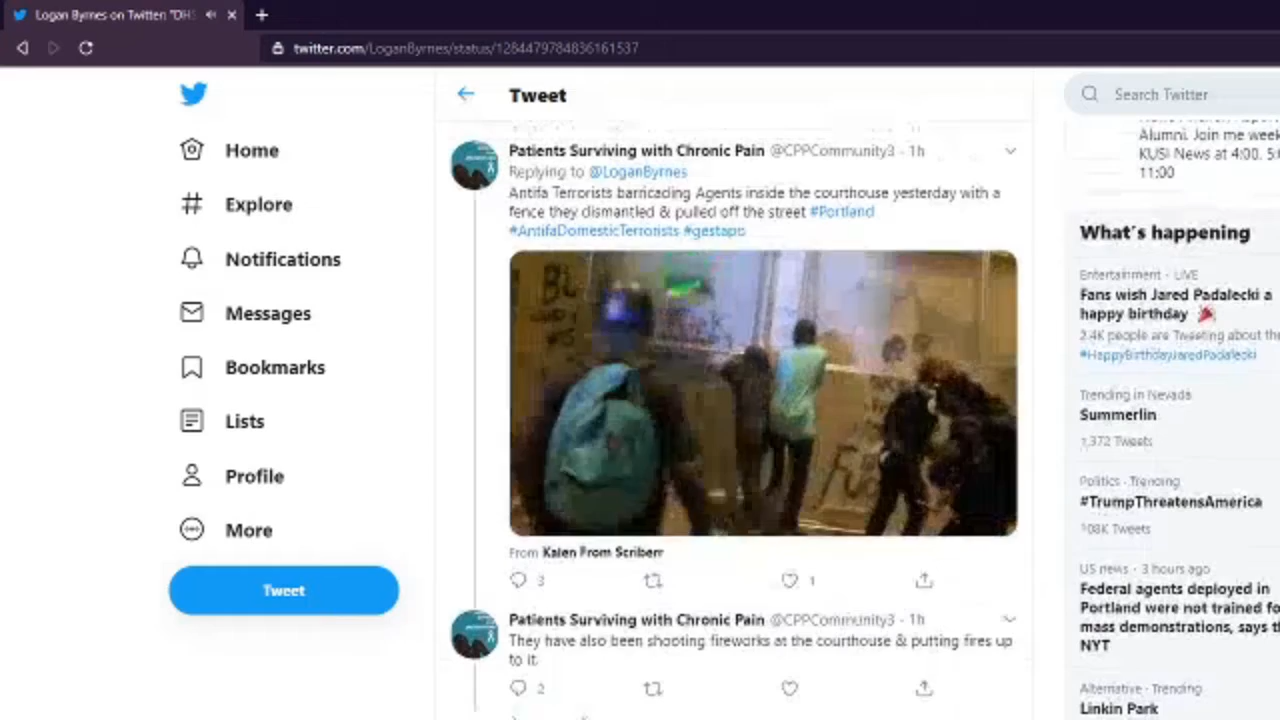 Logan Byrnes on Twitter: "DHS
twitter.com/LoganByrnes/status/1284479784836161537
Home
Explore
Notifications
Messages
Bookmarks
Lists
Profile
More
Tweet
Tweet
Patients Surviving with Chronic Pain @CPPCommunity3 · 1h
Replying to @LoganByrnes
Antifa Terrorists barricading Agents inside the courthouse yesterday with a
fence they dismantled & pulled off the street #Portland
#AntifaDomesticTerrorists #gestapo
From Kalen From Scriberr
3
1
Patients Surviving with Chronic Pain @CPPCommunity3 · 1h
They have also been shooting fireworks at the courthouse & putting fires up
to it.
2
Search Twitter
Alumni. Join me week
KUSI News at 4:00, 5:0
11:00
What's happening
Entertainment · LIVE
Fans wish Jared Padalecki a
happy birthday
2.4K people are Tweeting about th
#HappyBirthdayJaredPadalecki
Trending in Nevada
Summerlin
1,372 Tweets
Politics · Trending
#TrumpThreatensAmerica
108K Tweets
US news · 3 hours ago
Federal agents deployed in
Portland were not trained fo
mass demonstrations, says th
NYT
Alternative · Trending
Linkin Park